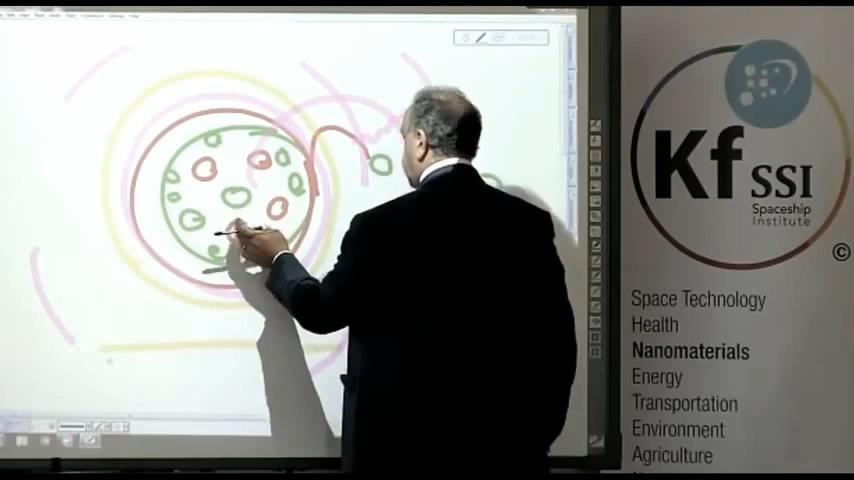 Kf SSI
Spaceship
Institute
©
Space Technology
Health
Nanomaterials
Energy
Transportation
Environment
Agriculture